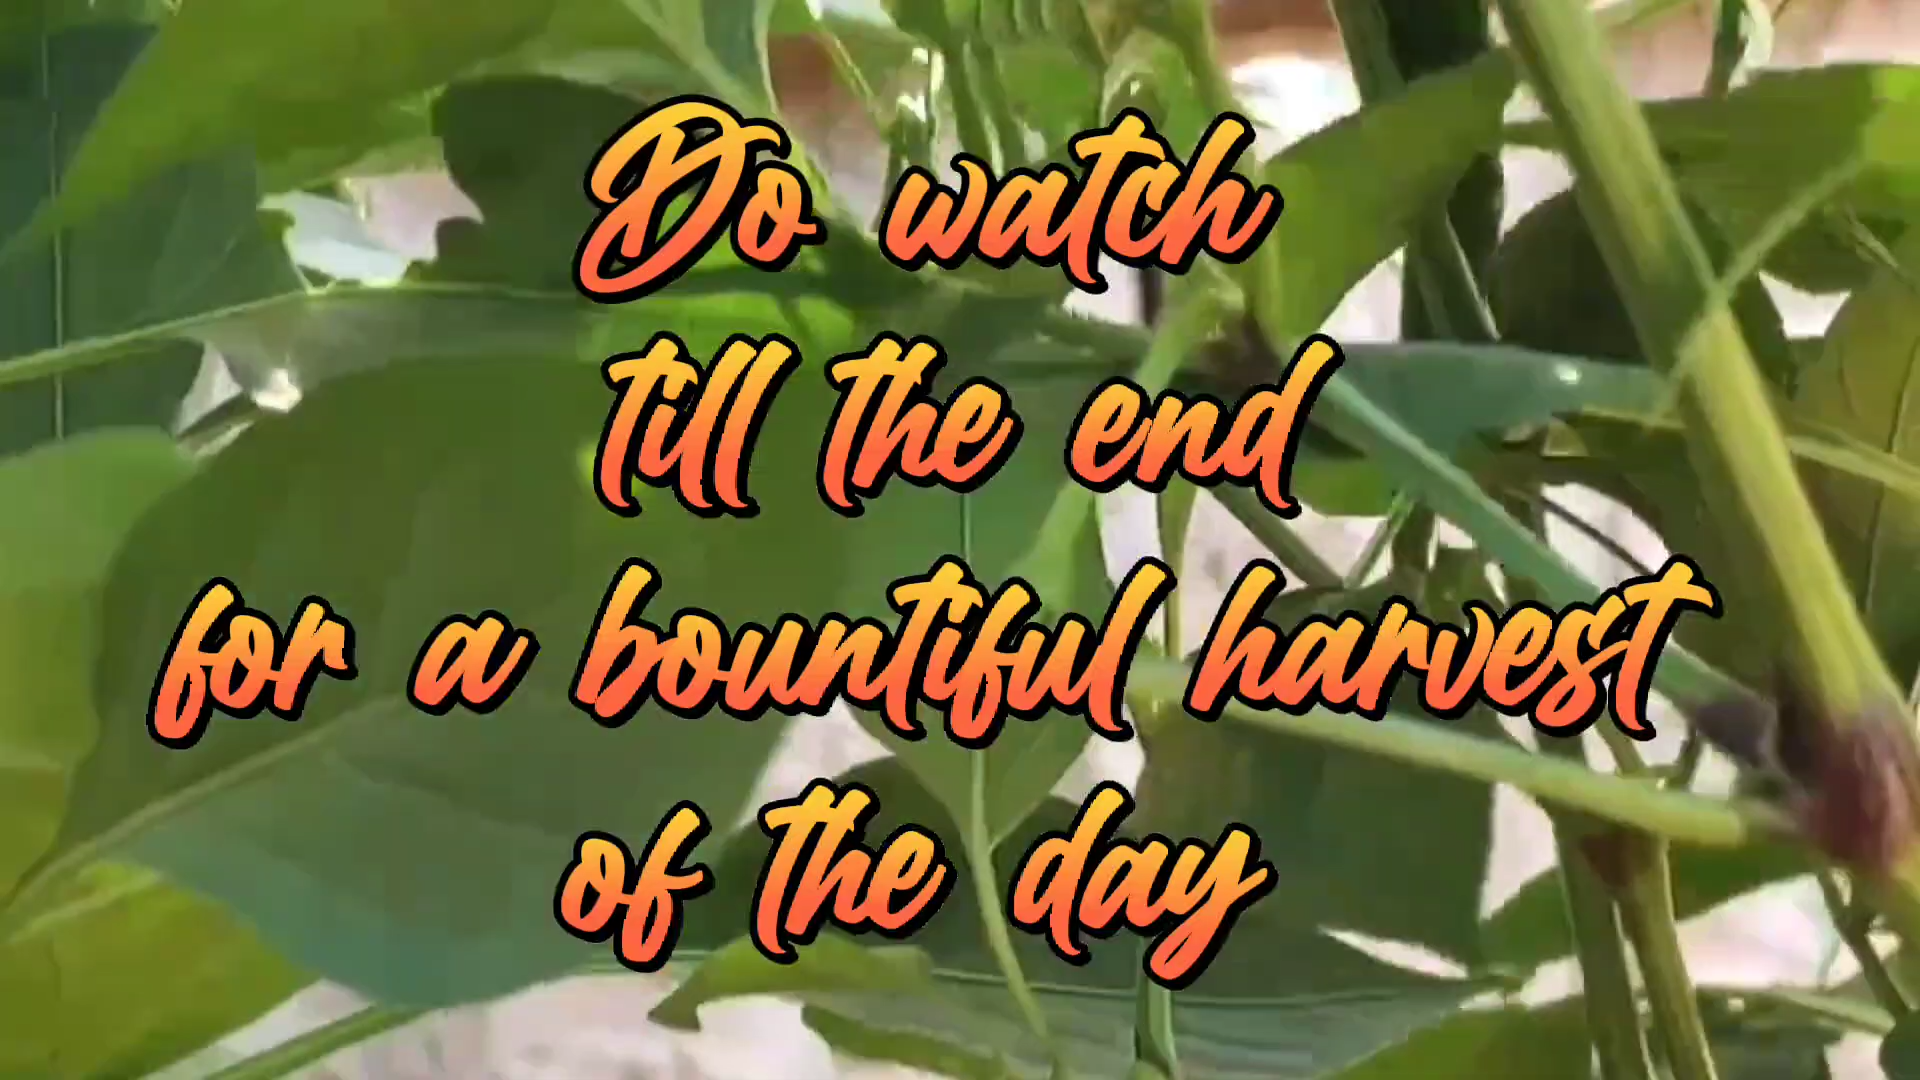 Do watch
till the end
for a bountiful harvest
of the day